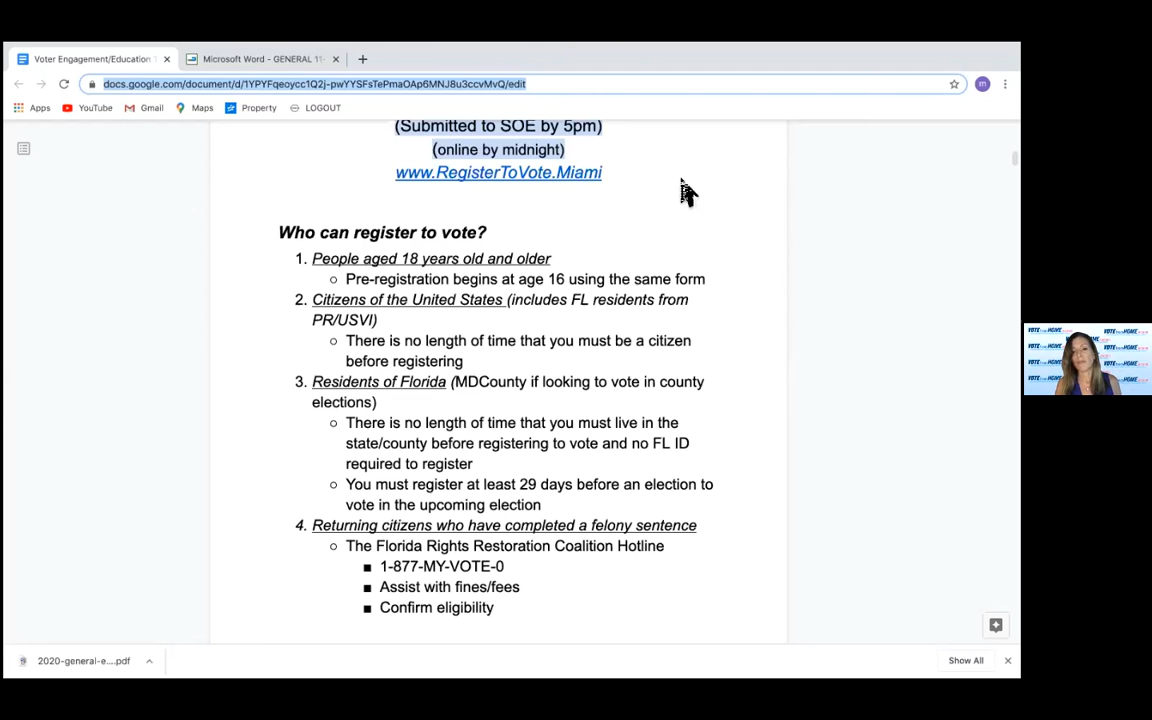 Voter Engagement/Education
Microsoft Word - GENERAL 11-
docs.google.com/document/d/1YPYFqeoycc1Q2j-pwYYSFsTePmaOAp6MNJ8u3ccvMvQ/edit
m
Apps
YouTube
Gmail
Maps
Property
LOGOUT
(Submitted to SOE by 5pm)
(online by midnight)
www.RegisterToVote.Miami
Who can register to vote?
1. People aged 18 years old and older
○ Pre-registration begins at age 16 using the same form
2. Citizens of the United States (includes FL residents from
PR/USVI)
○ There is no length of time that you must be a citizen
before registering
3. Residents of Florida (MDCounty if looking to vote in county
elections)
○ There is no length of time that you must live in the
state/county before registering to vote and no FL ID
required to register
○ You must register at least 29 days before an election to
vote in the upcoming election
4. Returning citizens who have completed a felony sentence
○ The Florida Rights Restoration Coalition Hotline
■ 1-877-MY-VOTE-0
■ Assist with fines/fees
■ Confirm eligibility
2020-general-e....pdf
Show All